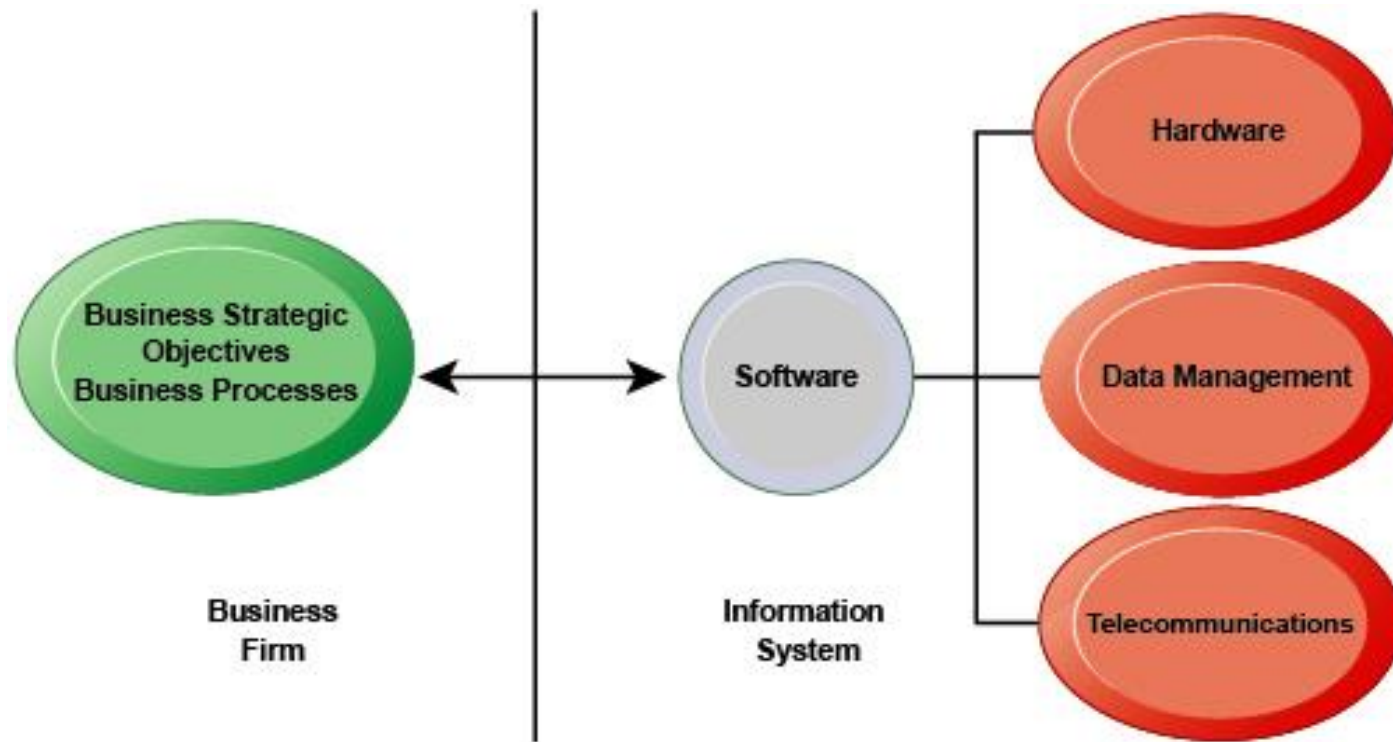 Business Strategic
Objectives
Business Processes
Business
Firm
Software
Information
System
Hardware
Data Management
Telecommunications